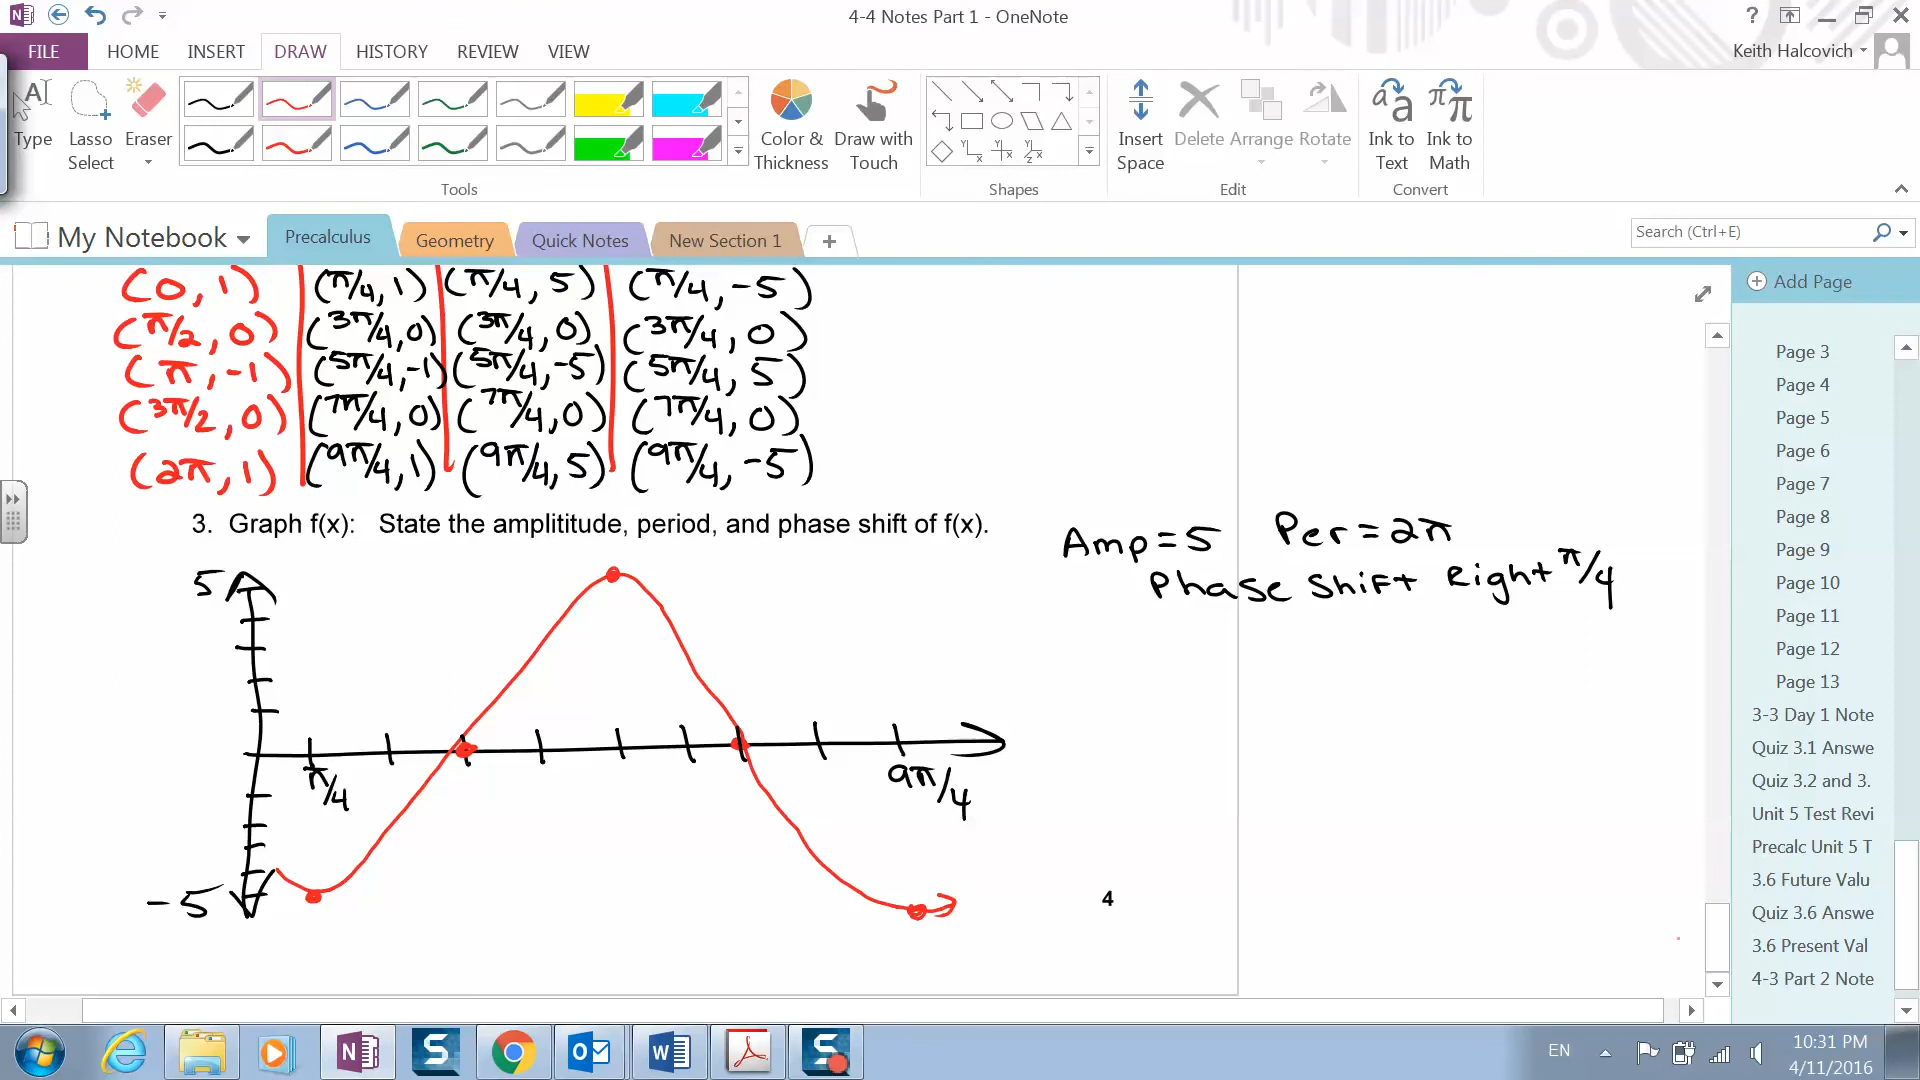 4-4 Notes Part 1 - OneNote
FILE HOME INSERT DRAW HISTORY REVIEW VIEW
Keith Halcovich
Type
Lasso Select
Eraser
Color & Thickness
Draw with Touch
Insert Space
Delete
Arrange
Rotate
Ink to Text
Ink to Math
Tools Shapes Edit Convert
My Notebook Precalculus Geometry Quick Notes New Section 1
Search (Ctrl+E)
Add Page
(0, 1) (π/4, 1) (π/4, 5) (π/4, -5)
(π/2, 0) (3π/4, 0) (3π/4, 0) (3π/4, 0)
(π, -1) (5π/4, -1) (5π/4, -5) (5π/4, 5)
(3π/2, 0) (7π/4, 0) (7π/4, 0) (7π/4, 0)
(2π, 1) (9π/4, 1) (9π/4, 5) (9π/4, -5)
3. Graph f(x): State the amplititude, period, and phase shift of f(x).
Amp = 5 Per = 2π
Phase Shift Right π/4
5
π/4
9π/4
-5
4
Page 3
Page 4
Page 5
Page 6
Page 7
Page 8
Page 9
Page 10
Page 11
Page 12
Page 13
3-3 Day 1 Note
Quiz 3.1 Answe
Quiz 3.2 and 3.
Unit 5 Test Revi
Precalc Unit 5 T
3.6 Future Valu
Quiz 3.6 Answe
3.6 Present Val
4-3 Part 2 Note
EN
10:31 PM
4/11/2016